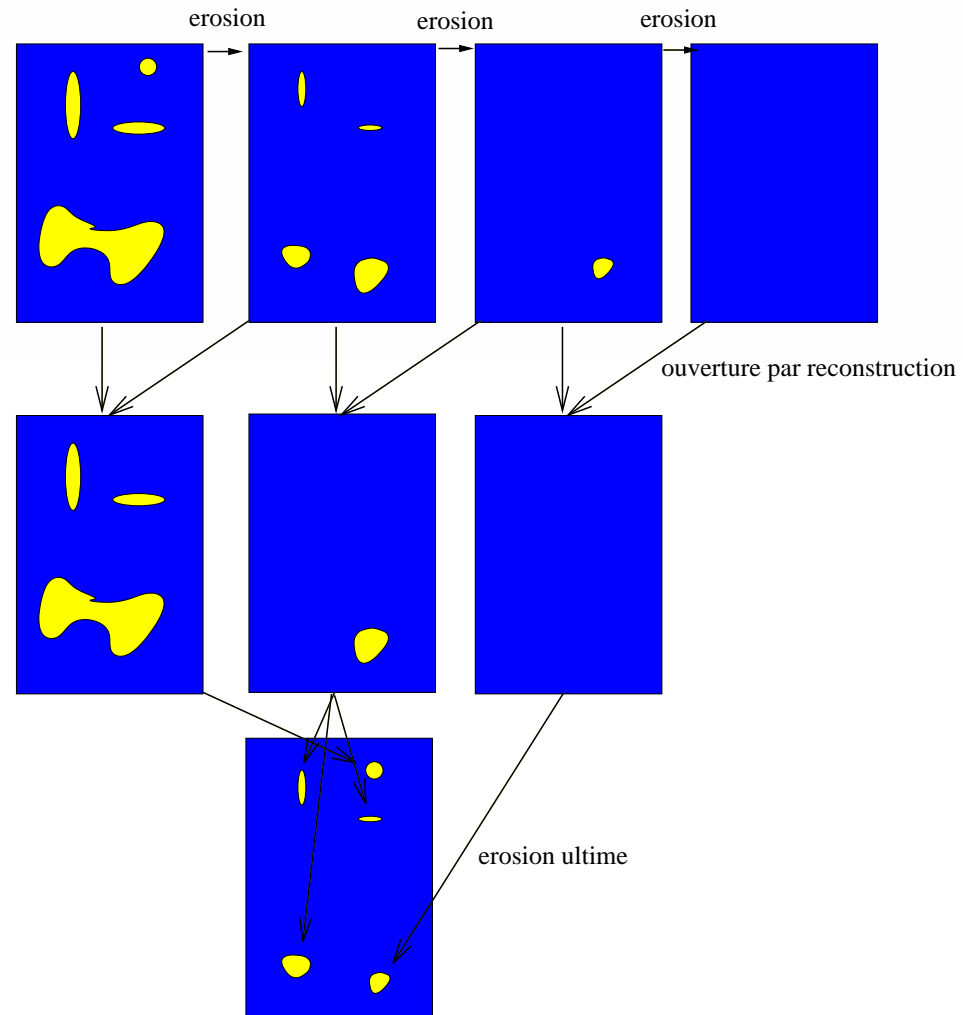 erosion
erosion
erosion
ouverture par reconstruction
erosion ultime